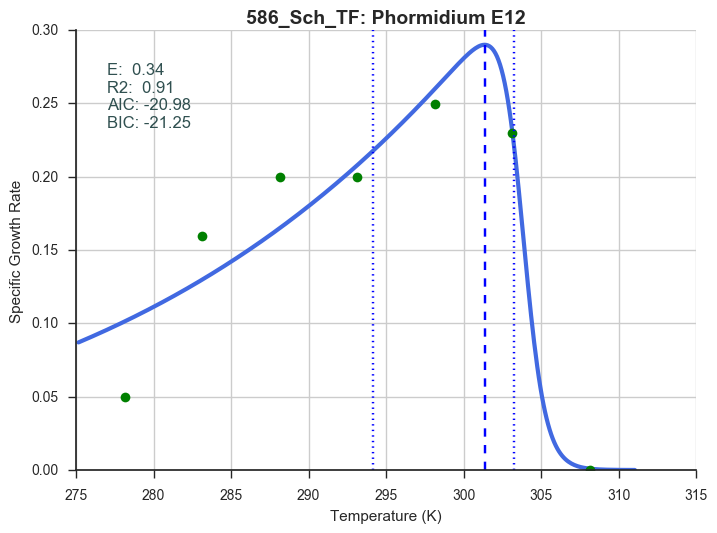 586_Sch_TF: Phormidium E12
E: 0.34
R2: 0.91
AIC: -20.98
BIC: -21.25
Specific Growth Rate
0.30
0.25
0.20
0.15
0.10
0.05
0.00
275 280 285 290 295 300 305 310 315
Temperature (K)